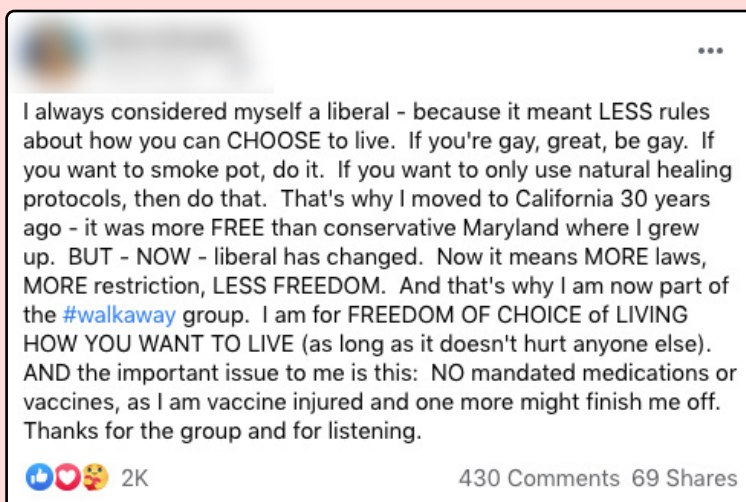 I always considered myself a liberal - because it meant LESS rules
about how you can CHOOSE to live.  If you're gay, great, be gay.  If
you want to smoke pot, do it.  If you want to only use natural healing
protocols, then do that.  That's why I moved to California 30 years
ago - it was more FREE than conservative Maryland where I grew
up.  BUT - NOW - liberal has changed.  Now it means MORE laws,
MORE restriction, LESS FREEDOM.  And that's why I am now part of
the #walkaway group.  I am for FREEDOM OF CHOICE of LIVING
HOW YOU WANT TO LIVE (as long as it doesn't hurt anyone else).
AND the important issue to me is this:  NO mandated medications or
vaccines, as I am vaccine injured and one more might finish me off.
Thanks for the group and for listening.
2K 430 Comments 69 Shares